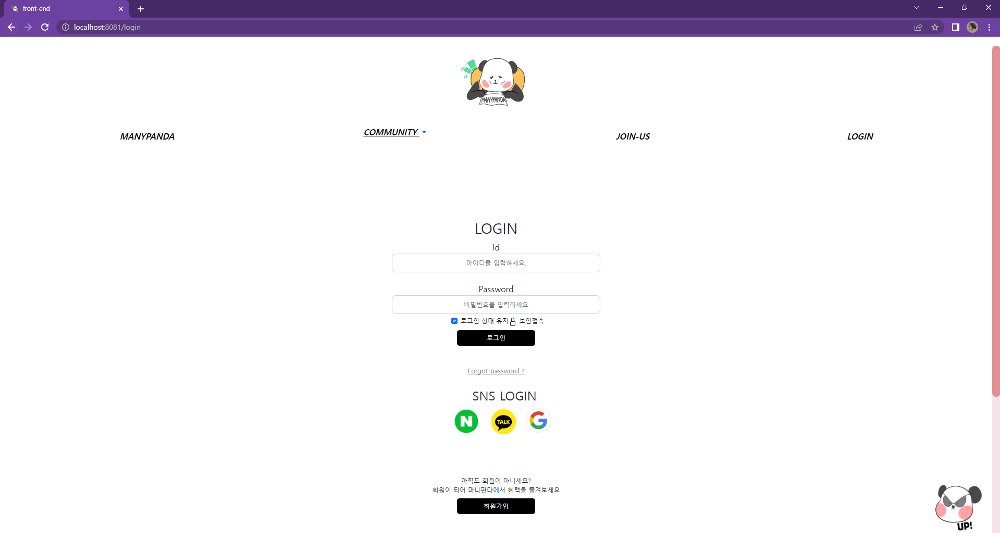 front-end
localhost:8081/login
MANYPANDA
MANYPANDA
COMMUNITY
JOIN-US
LOGIN
LOGIN
Id
아이디를 입력하세요.
Password
비밀번호를 입력하세요
로그인 상태 유지 보안접속
로그인
Forgot password ?
SNS LOGIN
N
TALK
G
아직도 회원이 아니세요?
회원이 되어 마니판다에서 혜택을 즐겨보세요
회원가입
UP!